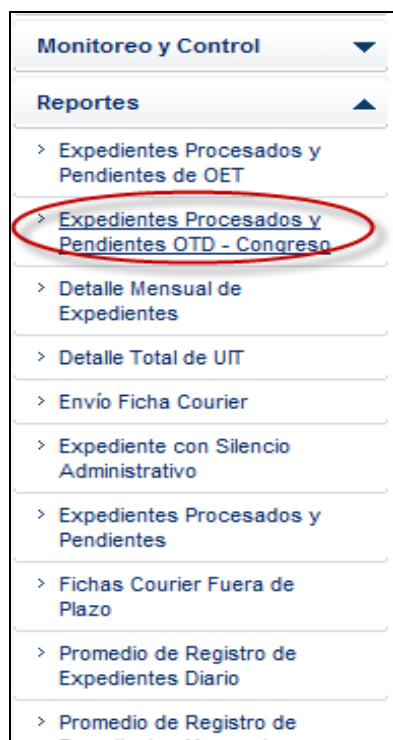 Monitoreo y Control
Reportes
Expedientes Procesados y
Pendientes de OET
Expedientes Procesados y
Pendientes OTD - Congreso
Detalle Mensual de
Expedientes
Detalle Total de UIT
Envío Ficha Courier
Expediente con Silencio
Administrativo
Expedientes Procesados y
Pendientes
Fichas Courier Fuera de
Plazo
Promedio de Registro de
Expedientes Diario
Promedio de Registro de